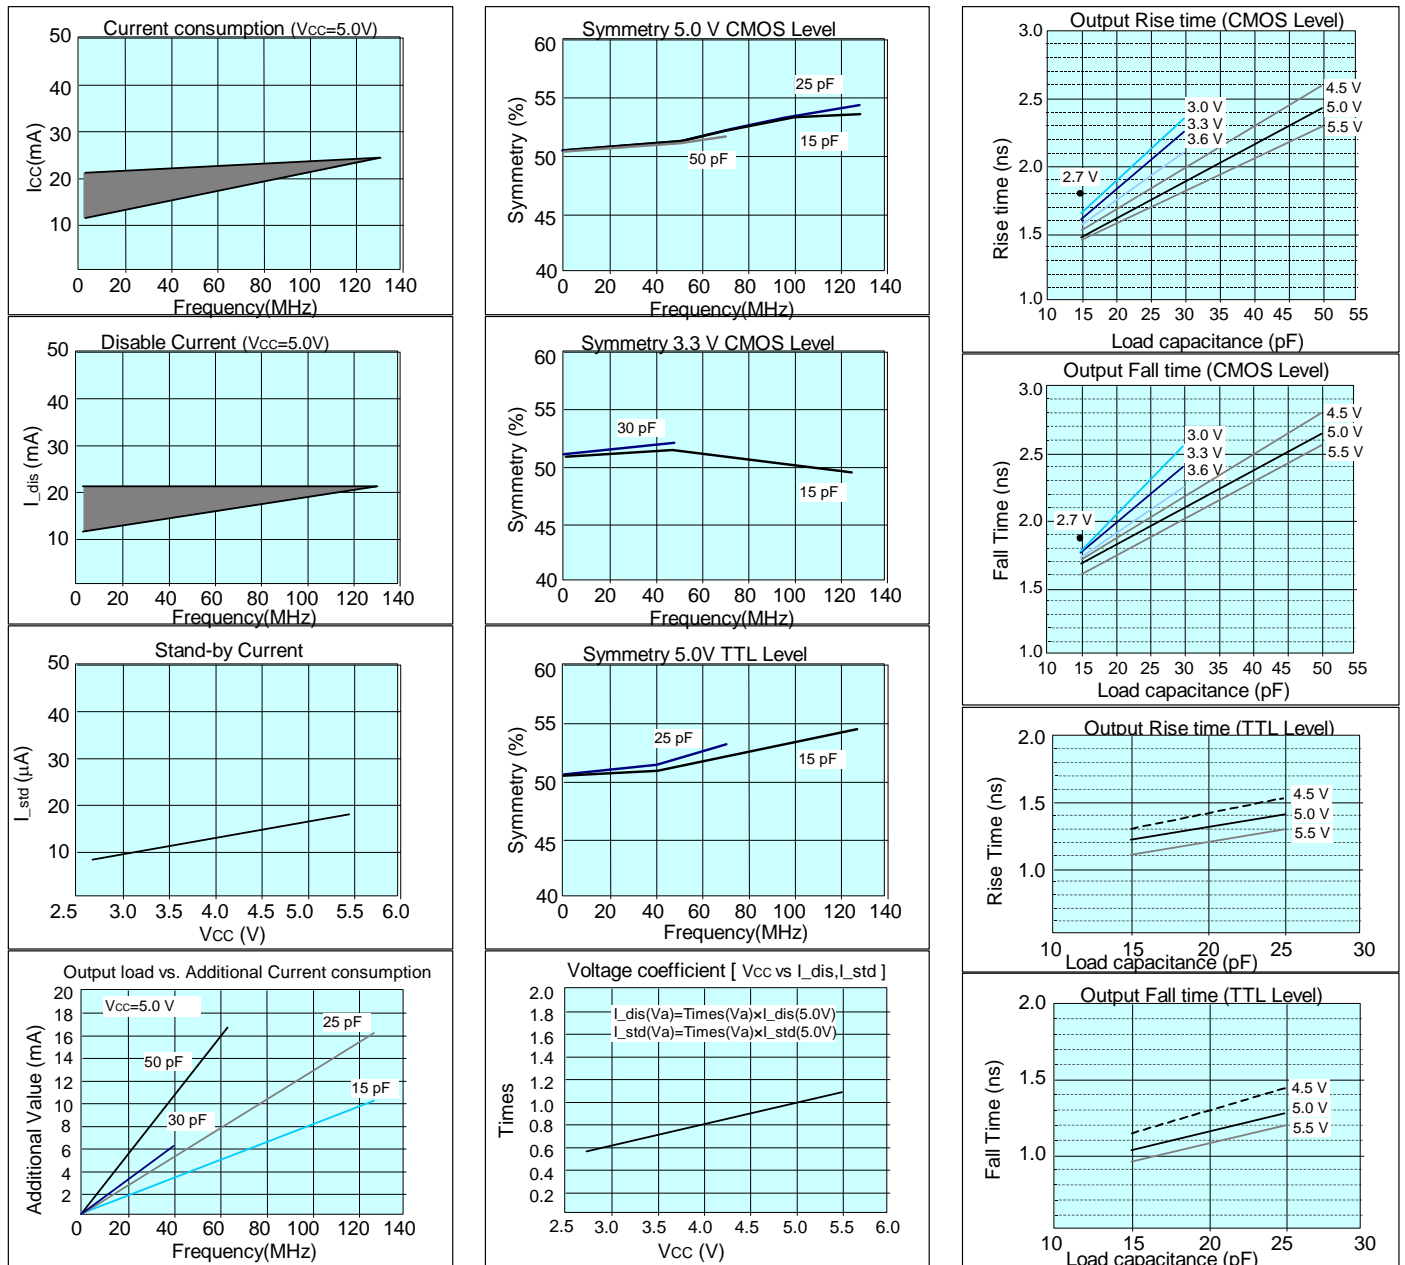 Current consumption (Vcc=5.0V)
50
40
30
20
10
Icc(mA)
0 20 40 60 80 100 120 140
Frequency(MHz)
Disable Current (Vcc=5.0V)
50
40
30
20
10
I_dis (mA)
0 20 40 60 80 100 120 140
Frequency(MHz)
Stand-by Current
50
40
30
20
10
I_std (µA)
2.5 3.0 3.5 4.0 4.5 5.0 5.5 6.0
Vcc (V)
Output load vs. Additional Current consumption
20
18
16
14
12
10
8
6
4
2
Additional Value (mA)
Vcc=5.0 V
25 pF
50 pF
15 pF
30 pF
0 20 40 60 80 100 120 140
Frequency(MHz)
Symmetry 5.0 V CMOS Level
60
55
50
45
40
Symmetry (%)
25 pF
15 pF
50 pF
0 20 40 60 80 100 120 140
Frequency(MHz)
Symmetry 3.3 V CMOS Level
60
55
50
45
40
Symmetry (%)
30 pF
15 pF
0 20 40 60 80 100 120 140
Frequency(MHz)
Symmetry 5.0V TTL Level
60
55
50
45
40
Symmetry (%)
25 pF
15 pF
0 20 40 60 80 100 120 140
Frequency(MHz)
Voltage coefficient [ Vcc vs I_dis,I_std ]
2.0
1.8
1.6
1.4
1.2
1.0
0.8
0.6
0.4
0.2
Times
I_dis(Va)=Times(Va)×I_dis(5.0V)
I_std(Va)=Times(Va)×I_std(5.0V)
2.5 3.0 3.5 4.0 4.5 5.0 5.5 6.0
Vcc (V)
Output Rise time (CMOS Level)
3.0
2.5
2.0
1.5
1.0
Rise time (ns)
4.5 V
3.0 V
5.0 V
3.3 V
5.5 V
3.6 V
2.7 V
10 15 20 25 30 35 40 45 50 55
Load capacitance (pF)
Output Fall time (CMOS Level)
3.0
2.5
2.0
1.5
1.0
Fall Time (ns)
4.5 V
3.0 V
5.0 V
3.3 V
5.5 V
3.6 V
2.7 V
10 15 20 25 30 35 40 45 50 55
Load capacitance (pF)
Output Rise time (TTL Level)
2.0
1.5
1.0
Rise Time (ns)
4.5 V
5.0 V
5.5 V
10 15 20 25 30
Load capacitance (pF)
Output Fall time (TTL Level)
2.0
1.5
1.0
Fall Time (ns)
4.5 V
5.0 V
5.5 V
10 15 20 25 30
Load capacitance (pF)